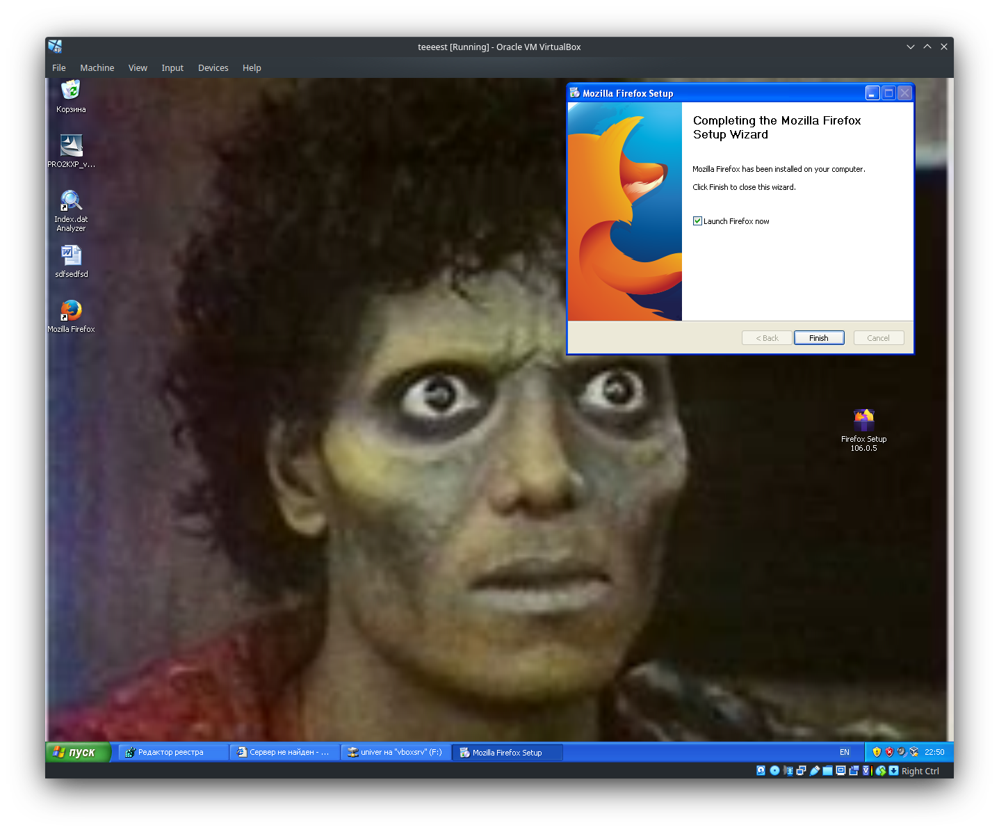 teeeest [Running] - Oracle VM VirtualBox
File Machine View Input Devices Help
Корзина
PRO2KXP_v...
Index.dat
Analyzer
sdfsedfsd
Mozilla Firefox
Mozilla Firefox Setup
Completing the Mozilla Firefox
Setup Wizard
Mozilla Firefox has been installed on your computer.
Click Finish to close this wizard.
Launch Firefox now
< Back Finish Cancel
Firefox Setup
106.0.5
пуск Редактор реестра Сервер не найден - ... univer на "vboxsrv" (F:) Mozilla Firefox Setup EN 22:50
Right Ctrl